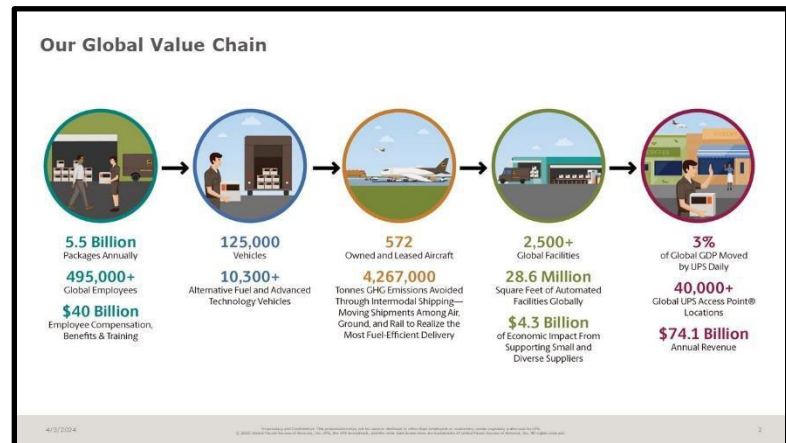 Our Global Value Chain
5.5 Billion
Packages Annually
495,000+
Global Employees
$40 Billion
Employee Compensation,
Benefits & Training
125,000
Vehicles
10,300+
Alternative Fuel and Advanced
Technology Vehicles
572
Owned and Leased Aircraft
4,267,000
Tonnes GHG Emissions Avoided
Through Intermodal Shipping—
Moving Shipments Among Air,
Ground, and Rail to Realize the
Most Fuel-Efficient Delivery
2,500+
Global Facilities
28.6 Million
Square Feet of Automated
Facilities Globally
$4.3 Billion
of Economic Impact From
Supporting Small and
Diverse Suppliers
3%
of Global GDP Moved
by UPS Daily
40,000+
Global UPS Access Point®
Locations
$74.1 Billion
Annual Revenue
4/3/2024
2